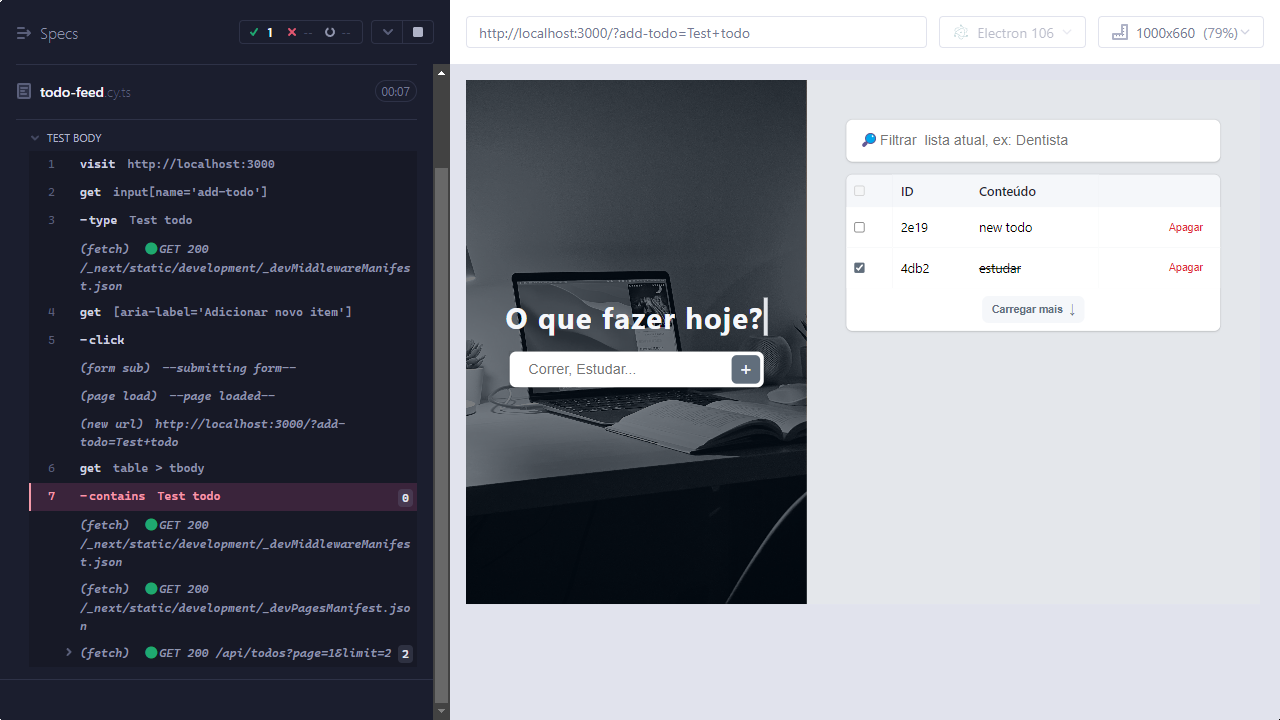 Specs
1
--
--
todo-feed.cy.ts
00:07
TEST BODY
1 visit http://localhost:3000
2 get input[name='add-todo']
3 -type Test todo
(fetch) GET 200
/_next/static/development/_devMiddlewareManifes
t.json
4 get [aria-label='Adicionar novo item']
5 -click
(form sub) --submitting form--
(page load) --page loaded--
(new url) http://localhost:3000/?add-
todo=Test+todo
6 get table > tbody
7 -contains Test todo 0
(fetch) GET 200
/_next/static/development/_devMiddlewareManifes
t.json
(fetch) GET 200
/_next/static/development/_devPagesManifest.jso
n
(fetch) GET 200 /api/todos?page=1&limit=2 2
http://localhost:3000/?add-todo=Test+todo
Electron 106
1000x660 (79%)
O que fazer hoje?
Correr, Estudar...
+
Filtrar lista atual, ex: Dentista
ID Conteúdo
2e19 new todo Apagar
4db2 estudar Apagar
Carregar mais ↓